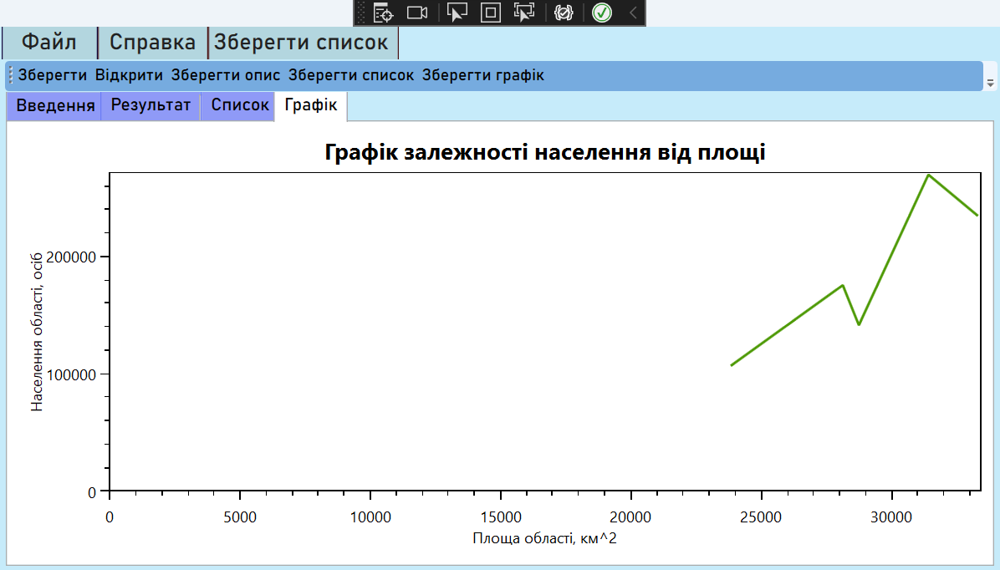 Файл Справка Зберегти список
Зберегти Відкрити Зберегти опис Зберегти список Зберегти графік
Введення Результат Список Графік
Графік залежності населення від площі
Населення області, осіб
200000
100000
0
0 5000 10000 15000 20000 25000 30000
Площа області, км^2